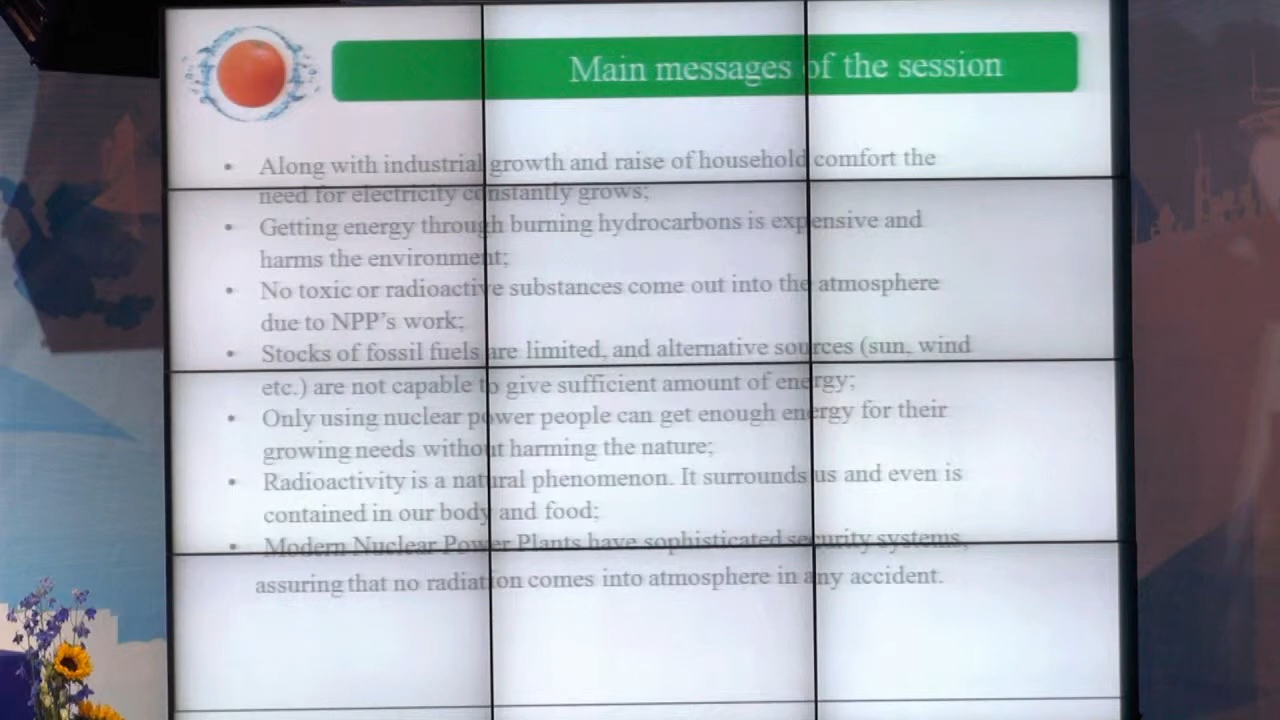 Main messages of the session
• Along with industrial growth and raise of household comfort the
need for electricity constantly grows;
• Getting energy through burning hydrocarbons is expensive and
harms the environment;
• No toxic or radioactive substances come out into the atmosphere
due to NPP's work;
• Stocks of fossil fuels are limited, and alternative sources (sun, wind
etc.) are not capable to give sufficient amount of energy;
• Only using nuclear power people can get enough energy for their
growing needs without harming the nature;
• Radioactivity is a natural phenomenon. It surrounds us and even is
contained in our body and food;
• Modern Nuclear Power Plants have sophisticated security systems,
assuring that no radiation comes into atmosphere in any accident.